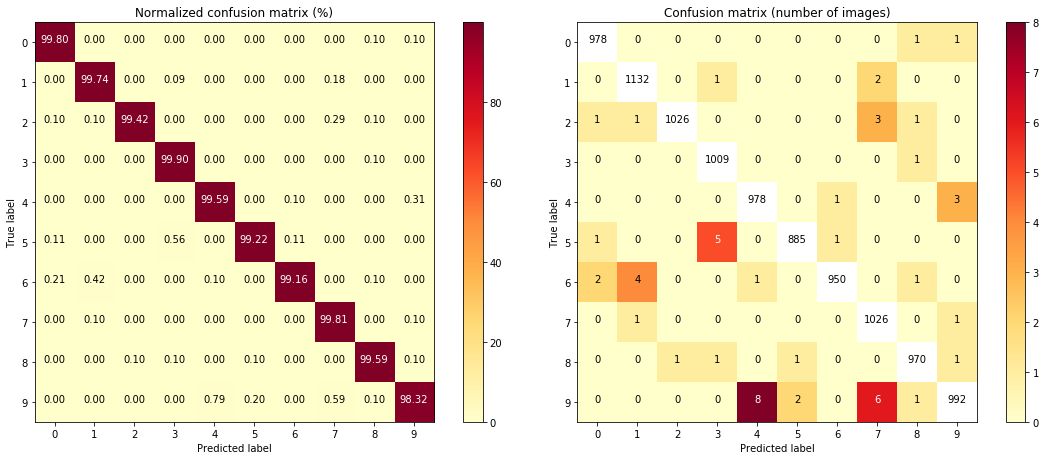 Normalized confusion matrix (%)
0 99.80 0.00 0.00 0.00 0.00 0.00 0.00 0.00 0.10 0.10
1 0.00 99.74 0.00 0.09 0.00 0.00 0.00 0.18 0.00 0.00
2 0.10 0.10 99.42 0.00 0.00 0.00 0.00 0.29 0.10 0.00
3 0.00 0.00 0.00 99.90 0.00 0.00 0.00 0.00 0.10 0.00
4 0.00 0.00 0.00 0.00 99.59 0.00 0.10 0.00 0.00 0.31
5 0.11 0.00 0.00 0.56 0.00 99.22 0.11 0.00 0.00 0.00
6 0.21 0.42 0.00 0.00 0.10 0.00 99.16 0.00 0.10 0.00
7 0.00 0.10 0.00 0.00 0.00 0.00 0.00 99.81 0.00 0.10
8 0.00 0.00 0.10 0.10 0.00 0.10 0.00 0.00 99.59 0.10
9 0.00 0.00 0.00 0.00 0.79 0.20 0.00 0.59 0.10 98.32
0 1 2 3 4 5 6 7 8 9
True label
Predicted label
80
60
40
20
0
Confusion matrix (number of images)
0 978 0 0 0 0 0 0 0 1 1
1 0 1132 0 1 0 0 0 2 0 0
2 1 1 1026 0 0 0 0 3 1 0
3 0 0 0 1009 0 0 0 0 1 0
4 0 0 0 0 978 0 1 0 0 3
5 1 0 0 5 0 885 1 0 0 0
6 2 4 0 0 1 0 950 0 1 0
7 0 1 0 0 0 0 0 1026 0 1
8 0 0 1 1 0 1 0 0 970 1
9 0 0 0 0 8 2 0 6 1 992
0 1 2 3 4 5 6 7 8 9
True label
Predicted label
8
7
6
5
4
3
2
1
0